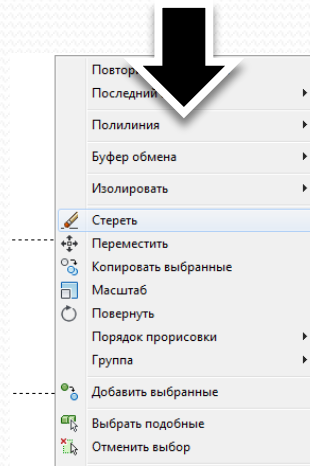 Последний
Полилиния
Буфер обмена
Изолировать
Стереть
Переместить
Копировать выбранные
Масштаб
Повернуть
Порядок прорисовки
Группа
Добавить выбранные
Выбрать подобные
Отменить выбор